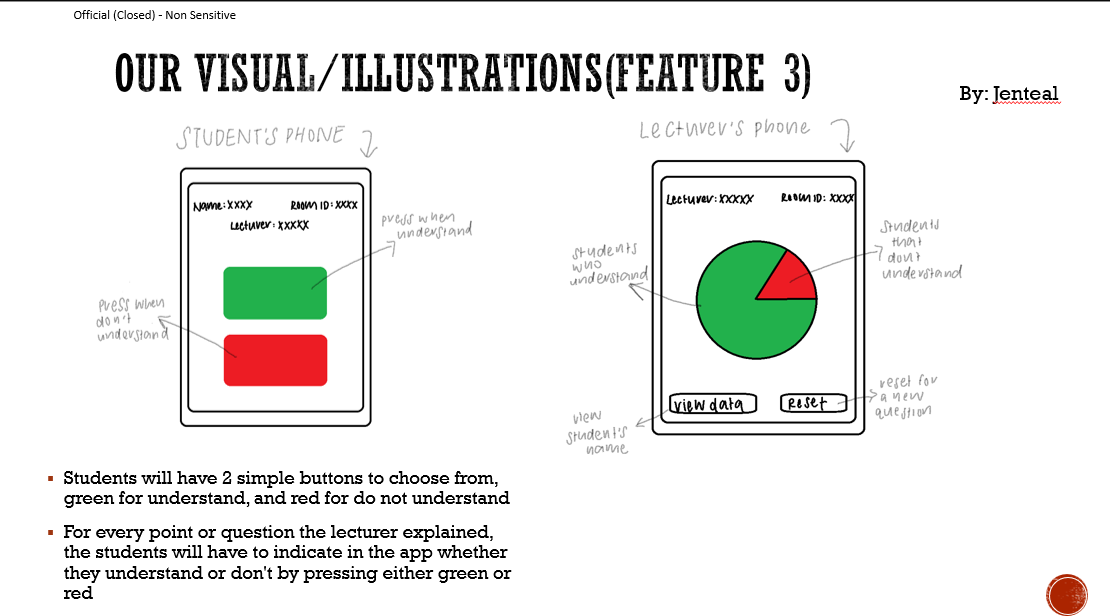 Official (Closed) - Non Sensitive
OUR VISUAL/ILLUSTRATIONS(FEATURE 3)
By: Jenteal
STUDENT'S PHONE
Name: XXXX
ROOM ID: XXXX
Lecturer: XXXXX
press when
understand
press when
don't
understand
Lecturer's phone
Lecturer: XXXXX
ROOM ID: XXXX
students
who
understand
students
that
don't
understand
view data
Reset
view
student's
name
reset for
a new
question
▪ Students will have 2 simple buttons to choose from,
green for understand, and red for do not understand
▪ For every point or question the lecturer explained,
the students will have to indicate in the app whether
they understand or don't by pressing either green or
red